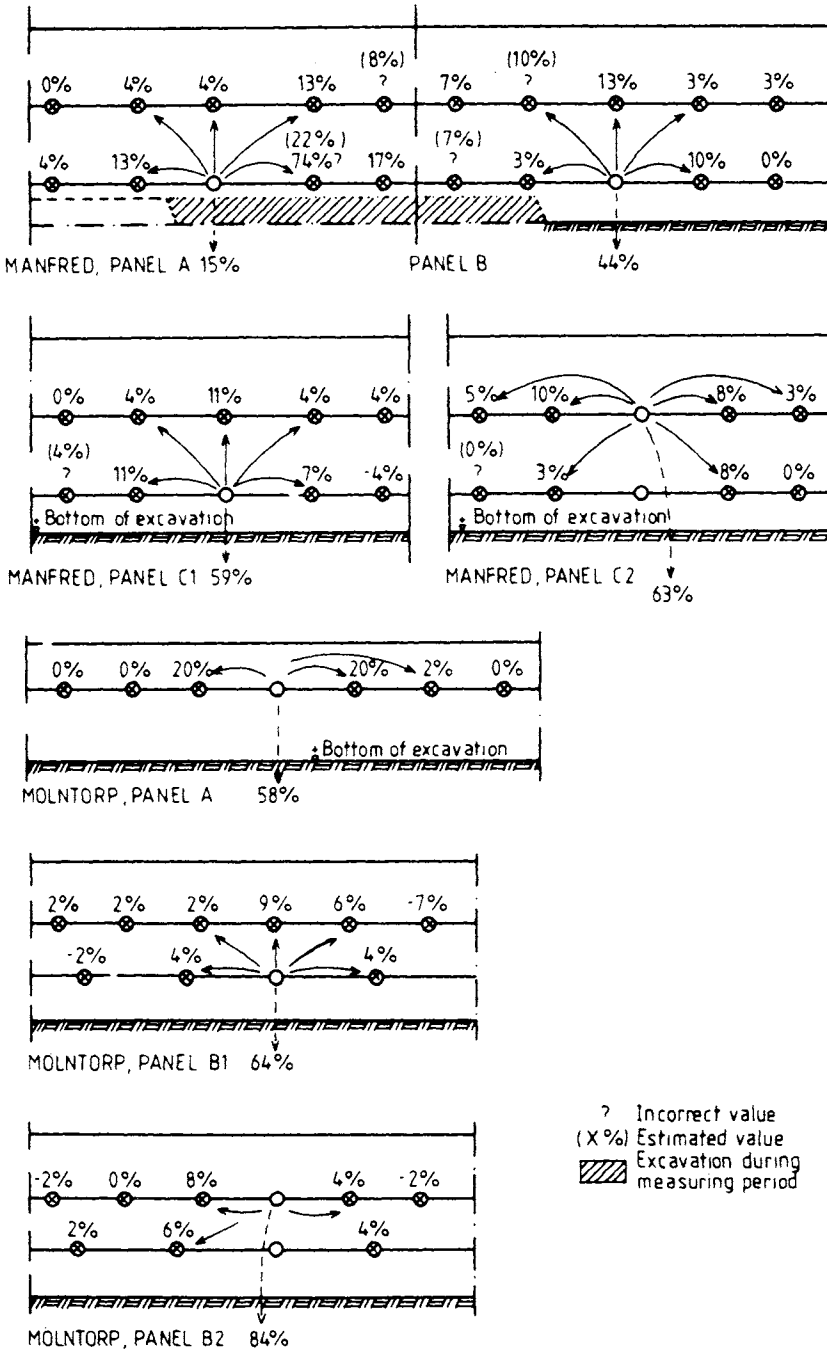 (8%) (10%)
0% 4% 4% 13% ? 7% ? 13% 3% 3%
(22%) (7%)
4% 13% 74%? 17% ? 3% 10% 0%
MANFRED, PANEL A 15% PANEL B 44%
0% 4% 11% 4% 4%
(4%)
? 11% 7% -4%
Bottom of excavation
MANFRED, PANEL C1 59%
5% 10% 8% 3%
(0%)
? 3% 8% 0%
Bottom of excavation
MANFRED, PANEL C2
63%
0% 0% 20% 20% 2% 0%
Bottom of excavation
MOLNTORP, PANEL A 58%
2% 2% 2% 9% 6% -7%
-2% 4% 4%
MOLNTORP, PANEL B1 64%
? Incorrect value
(X%) Estimated value
Excavation during
measuring period
-2% 0% 8% 4% -2%
2% 6% 4%
MOLNTORP, PANEL B2 84%